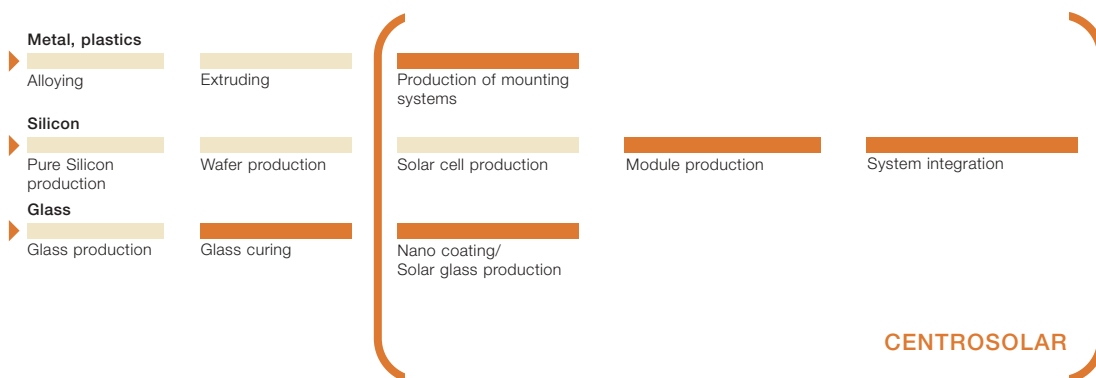 Metal, plastics
Alloying
Extruding
Production of mounting
systems
Silicon
Pure Silicon
production
Wafer production
Solar cell production
Module production
System integration
Glass
Glass production
Glass curing
Nano coating/
Solar glass production
CENTROSOLAR